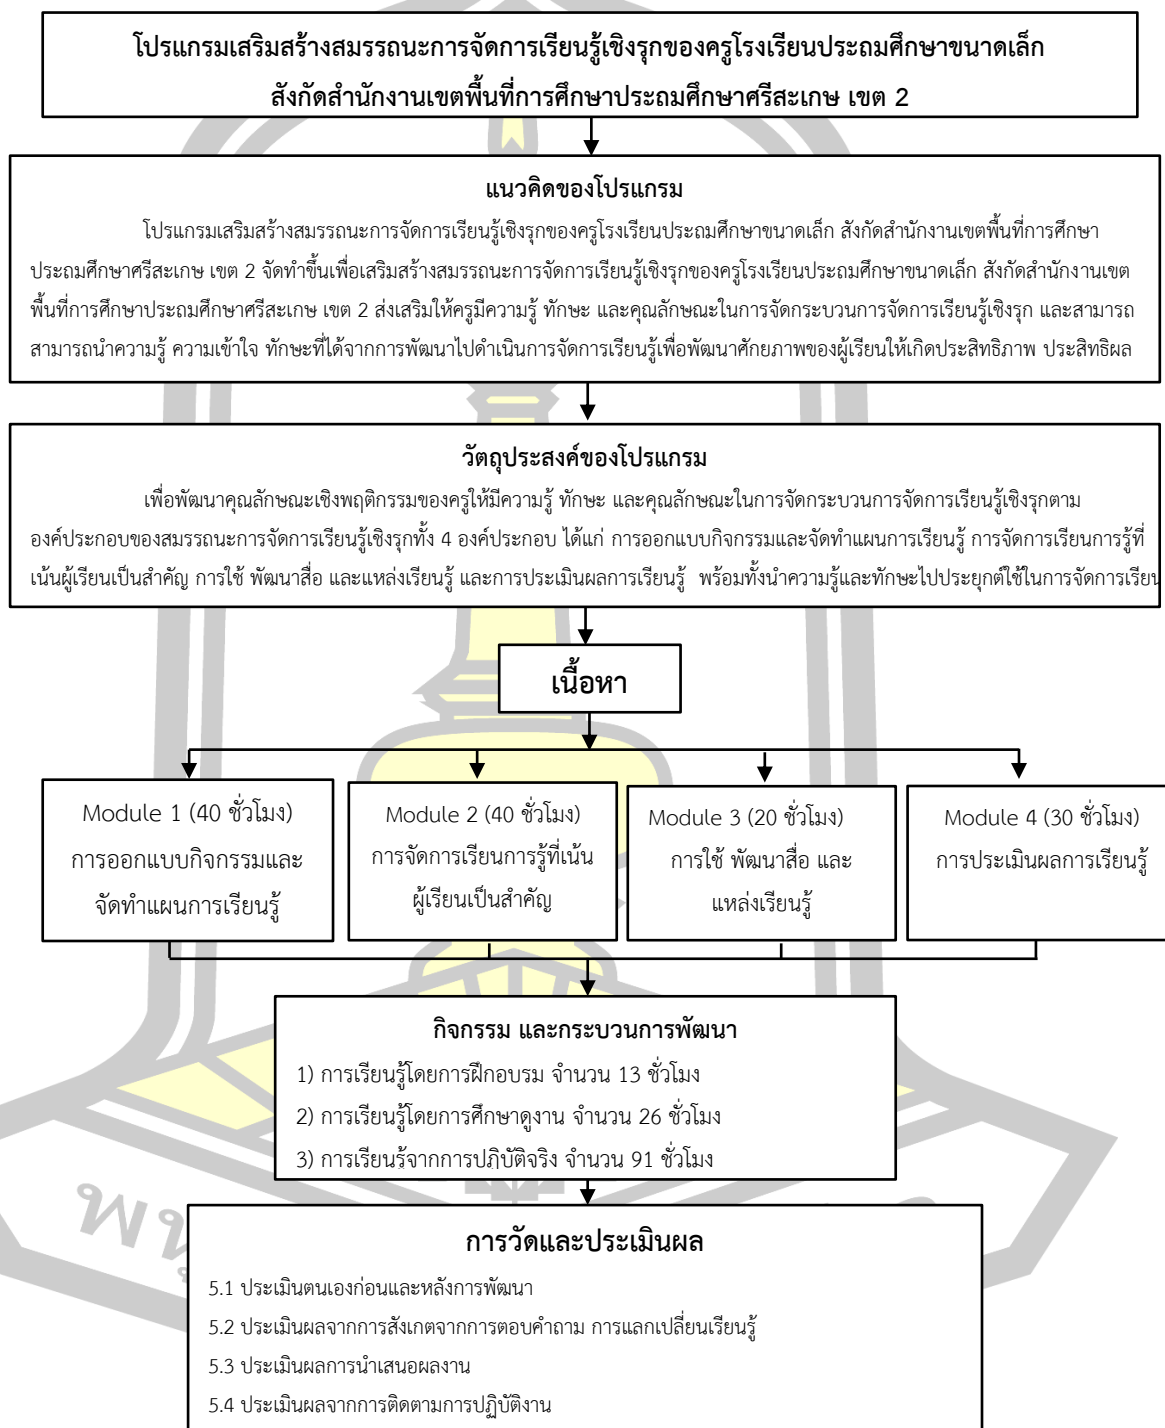 โปรแกรมเสริมสร้างสมรรถนะการจัดการเรียนรู้เชิงรุกของครูโรงเรียนประถมศึกษาขนาดเล็ก
สังกัดสำนักงานเขตพื้นที่การศึกษาประถมศึกษาศรีสะเกษ เขต 2
แนวคิดของโปรแกรม
โปรแกรมเสริมสร้างสมรรถนะการจัดการเรียนรู้เชิงรุกของครูโรงเรียนประถมศึกษาขนาดเล็ก สังกัดสำนักงานเขตพื้นที่การศึกษา
ประถมศึกษาศรีสะเกษ เขต 2 จัดทำขึ้นเพื่อเสริมสร้างสมรรถนะการจัดการเรียนรู้เชิงรุกของครูโรงเรียนประถมศึกษาขนาดเล็ก สังกัดสำนักงานเขต
พื้นที่การศึกษาประถมศึกษาศรีสะเกษ เขต 2 ส่งเสริมให้ครูมีความรู้ ทักษะ และคุณลักษณะในการจัดกระบวนการจัดการเรียนรู้เชิงรุก และสามารถ
สามารถนำความรู้ ความเข้าใจ ทักษะที่ได้จากการพัฒนาไปดำเนินการจัดการเรียนรู้เพื่อพัฒนาศักยภาพของผู้เรียนให้เกิดประสิทธิภาพ ประสิทธิผล
วัตถุประสงค์ของโปรแกรม
เพื่อพัฒนาคุณลักษณะเชิงพฤติกรรมของครูให้มีความรู้ ทักษะ และคุณลักษณะในการจัดกระบวนการจัดการเรียนรู้เชิงรุกตาม
องค์ประกอบของสมรรถนะการจัดการเรียนรู้เชิงรุกทั้ง 4 องค์ประกอบ ได้แก่ การออกแบบกิจกรรมและจัดทำแผนการเรียนรู้ การจัดการเรียนการรู้ที่
เน้นผู้เรียนเป็นสำคัญ การใช้ พัฒนาสื่อ และแหล่งเรียนรู้ และการประเมินผลการเรียนรู้ พร้อมทั้งนำความรู้และทักษะไปประยุกต์ใช้ในการจัดการเรียน
เนื้อหา
Module 1 (40 ชั่วโมง)
การออกแบบกิจกรรมและ
จัดทำแผนการเรียนรู้
Module 2 (40 ชั่วโมง)
การจัดการเรียนการรู้ที่เน้น
ผู้เรียนเป็นสำคัญ
Module 3 (20 ชั่วโมง)
การใช้ พัฒนาสื่อ และ
แหล่งเรียนรู้
Module 4 (30 ชั่วโมง)
การประเมินผลการเรียนรู้
กิจกรรม และกระบวนการพัฒนา
1) การเรียนรู้โดยการฝึกอบรม จำนวน 13 ชั่วโมง
2) การเรียนรู้โดยการศึกษาดูงาน จำนวน 26 ชั่วโมง
3) การเรียนรู้จากการปฏิบัติจริง จำนวน 91 ชั่วโมง
การวัดและประเมินผล
5.1 ประเมินตนเองก่อนและหลังการพัฒนา
5.2 ประเมินผลจากการสังเกตจากการตอบคำถาม การแลกเปลี่ยนเรียนรู้
5.3 ประเมินผลการนำเสนอผลงาน
5.4 ประเมินผลจากการติดตามการปฏิบัติงาน